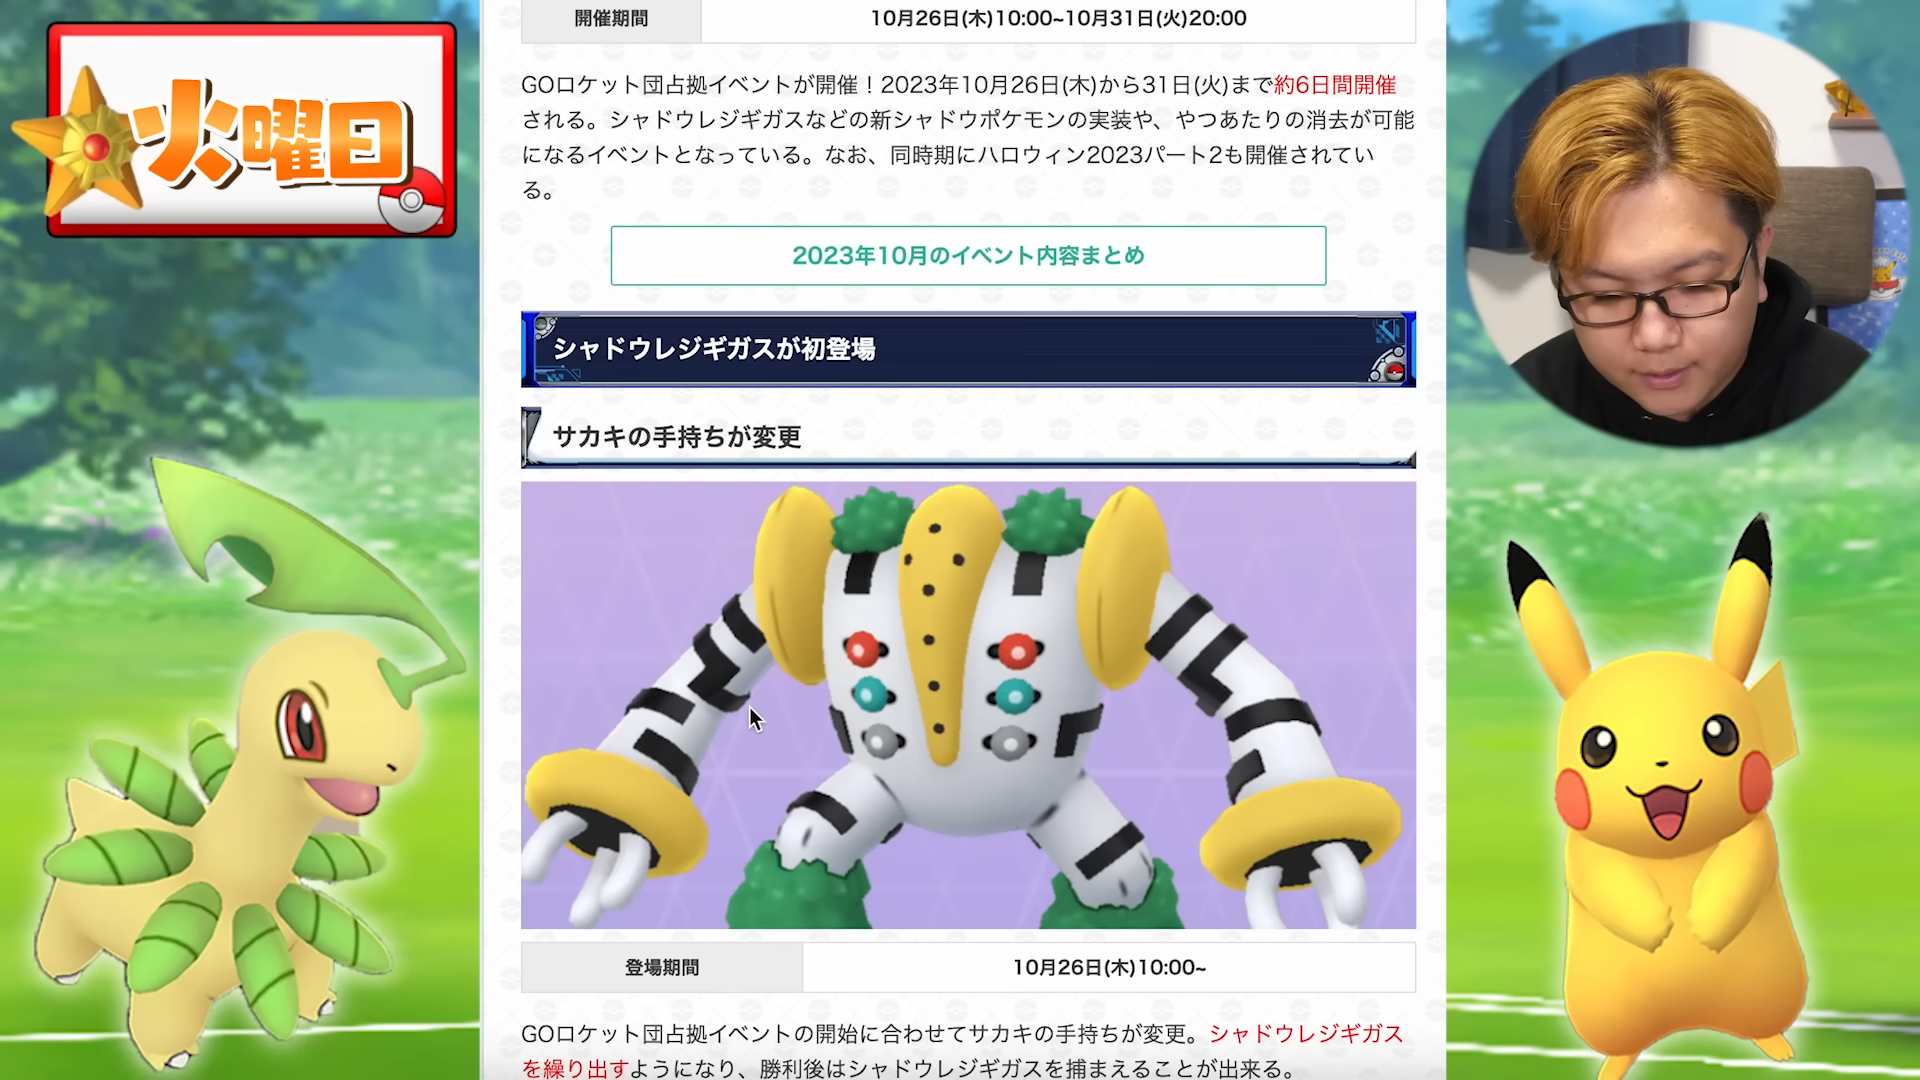 火曜日
開催期間
10月26日(木)10:00~10月31日(火)20:00
GOロケット団占拠イベントが開催！2023年10月26日(木)から31日(火)まで約6日間開催
される。シャドウレジギガスなどの新シャドウポケモンの実装や、やつあたりの消去が可能
になるイベントとなっている。なお、同時期にハロウィン2023パート2も開催されてい
る。
2023年10月のイベント内容まとめ
シャドウレジギガスが初登場
サカキの手持ちが変更
登場期間
10月26日(木)10:00~
GOロケット団占拠イベントの開始に合わせてサカキの手持ちが変更。シャドウレジギガス
を繰り出すようになり、勝利後はシャドウレジギガスを捕まえることが出来る。